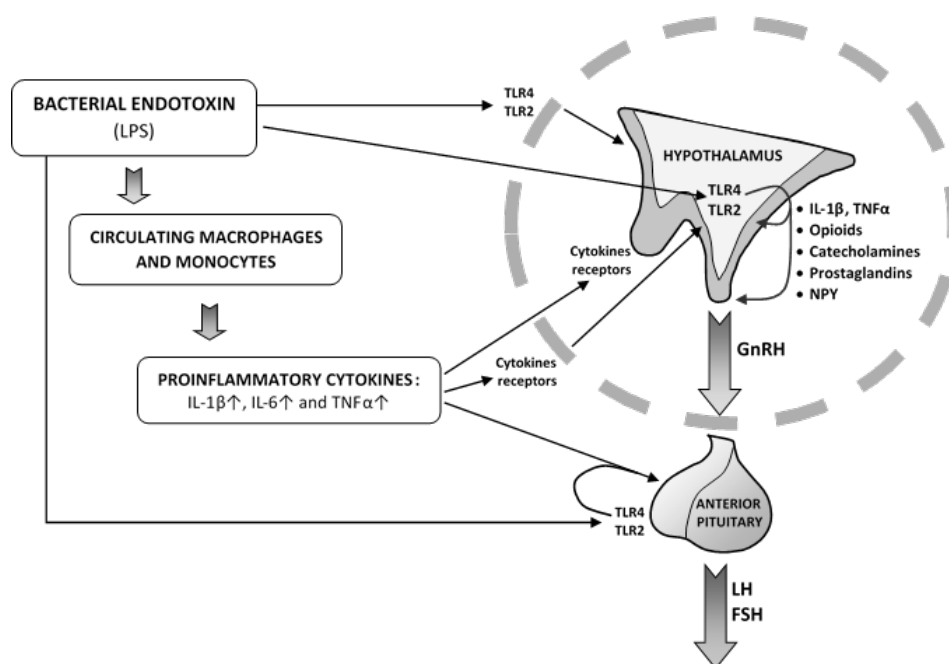 BACTERIAL ENDOTOXIN
(LPS)
TLR4
TLR2
HYPOTHALAMUS
TLR4
TLR2
• IL-1β, TNFα
• Opioids
• Catecholamines
• Prostaglandins
• NPY
CIRCULATING MACROPHAGES
AND MONOCYTES
Cytokines
receptors
GnRH
Cytokines
receptors
PROINFLAMMATORY CYTOKINES:
IL-1β↑, IL-6↑ and TNFα↑
TLR4
TLR2
ANTERIOR
PITUITARY
LH
FSH